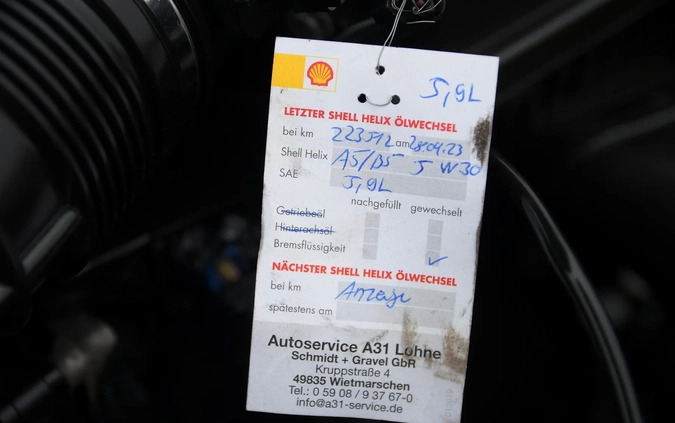 5,9L
LETZTER SHELL HELIX ÖLWECHSEL
bei km 223512 am 28.04.23
Shell Helix A5/B5 5W30
SAE 5,9L
nachgefüllt gewechselt
Getriebeöl
Hinterachsöl
Bremsflüssigkeit ✓
NÄCHSTER SHELL HELIX ÖLWECHSEL
bei km Anzeige
spätestens am
Autoservice A31 Lohne
Schmidt + Gravel GbR
Kruppstraße 4
49835 Wietmarschen
Tel.: 0 59 08 / 9 37 67-0
info@a31-service.de